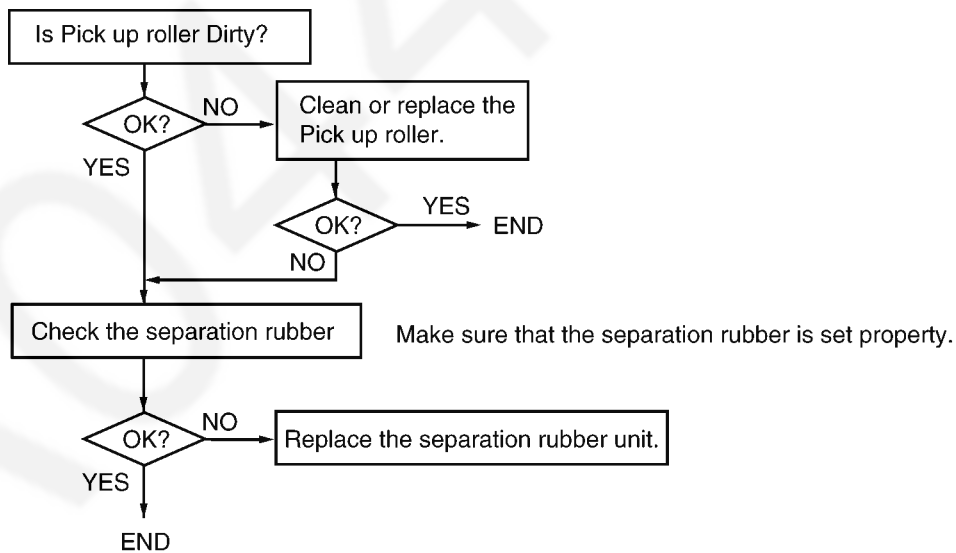 Is Pick up roller Dirty?
OK?
NO
YES
Clean or replace the
Pick up roller.
OK?
YES
END
NO
Check the separation rubber
Make sure that the separation rubber is set property.
OK?
NO
Replace the separation rubber unit.
YES
END